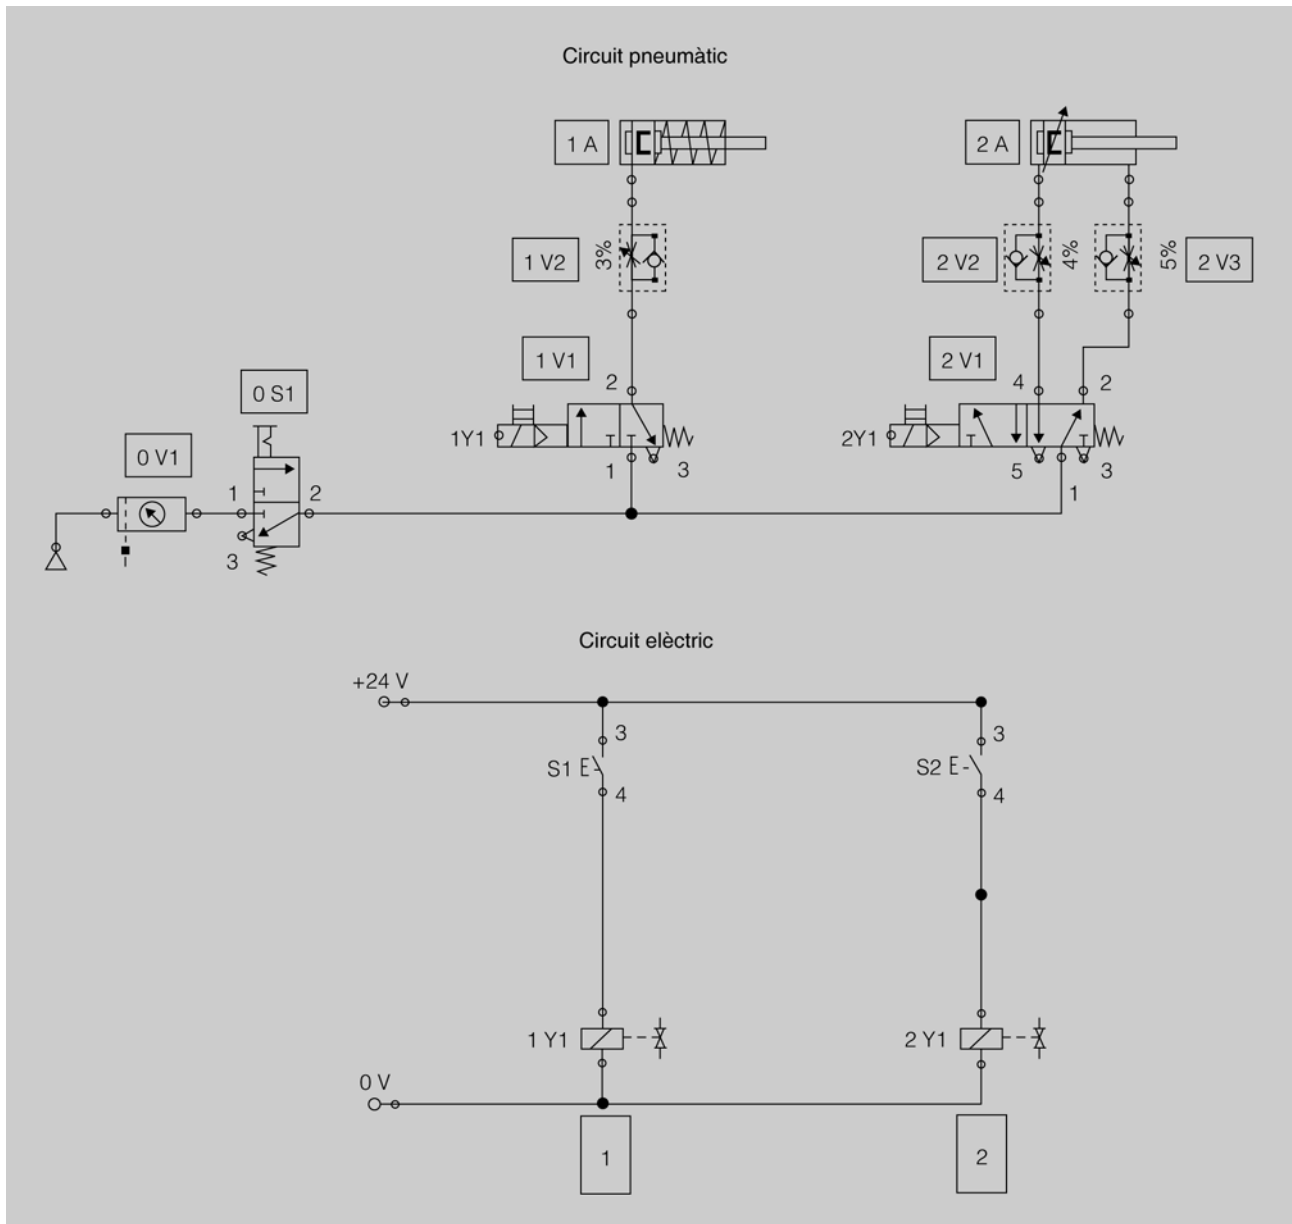 Circuit pneumàtic
1 A
2 A
1 V2
3%
2 V2
4%
5%
2 V3
1 V1
2 V1
0 S1
2
4
2
0 V1
1Y1
2Y1
1
3
5
3
1
1
2
3
Circuit elèctric
+24 V
3
3
S1 E-
S2 E-
4
4
1 Y1
2 Y1
0 V
1
2